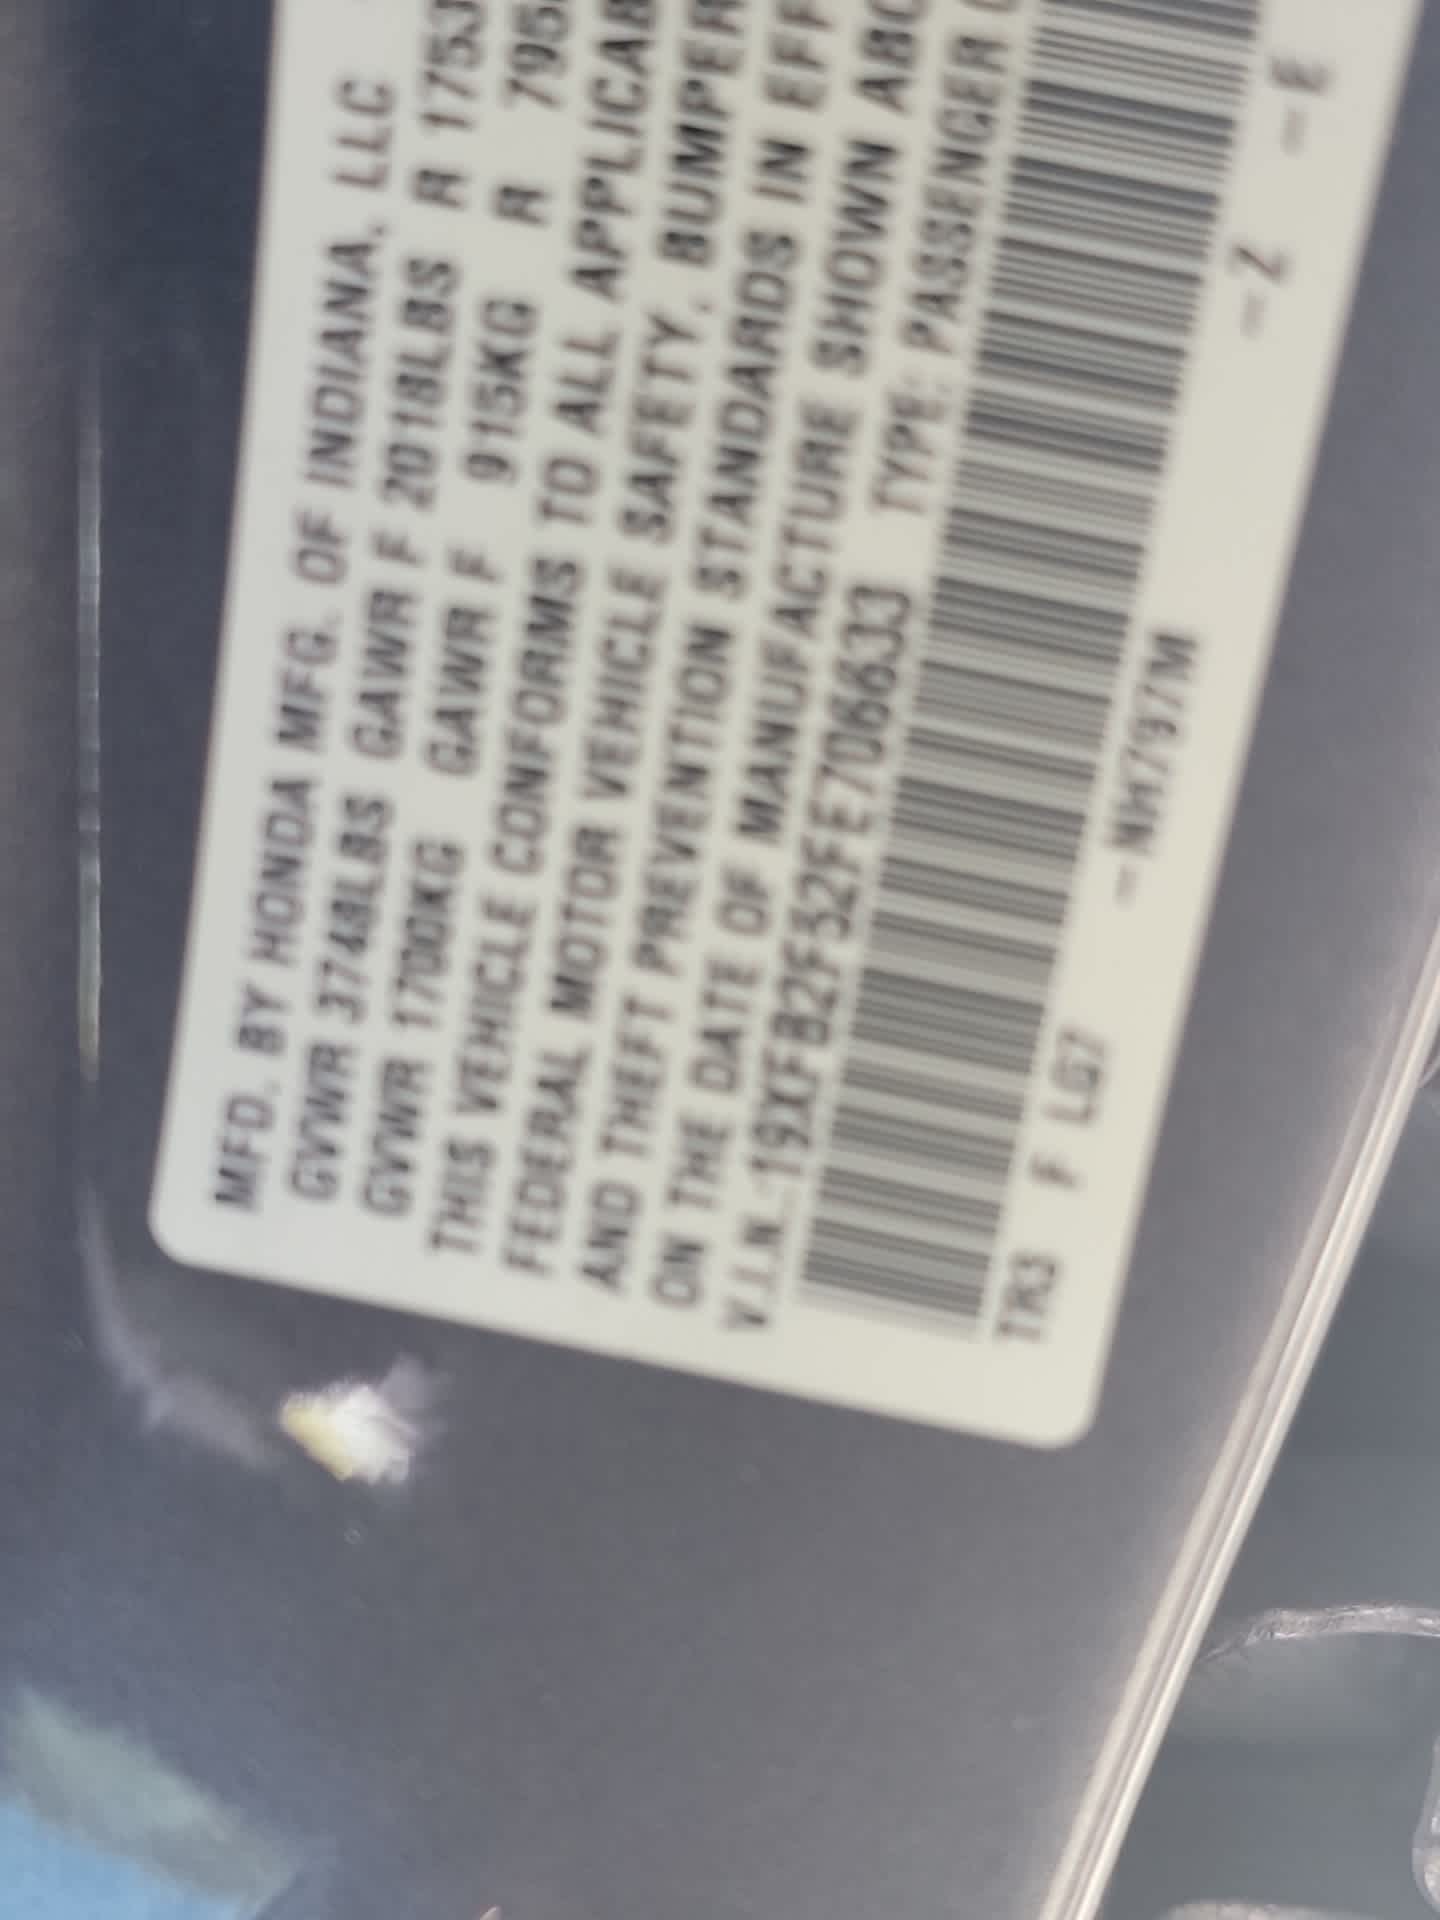 MFD. BY HONDA MFG. OF INDIANA, LLC
GVWR 3748LBS GAWR F 2018LBS R 1753
GVWR 1700KG GAWR F 915KG R 795
THIS VEHICLE CONFORMS TO ALL APPLICAB
FEDERAL MOTOR VEHICLE SAFETY, BUMPER
AND THEFT PREVENTION STANDARDS IN EFF
ON THE DATE OF MANUFACTURE SHOWN ABO
V.I.N.:19XFB2F52FE706633 TYPE: PASSENGER
TR3 F LG7 -NH797M -Z -E